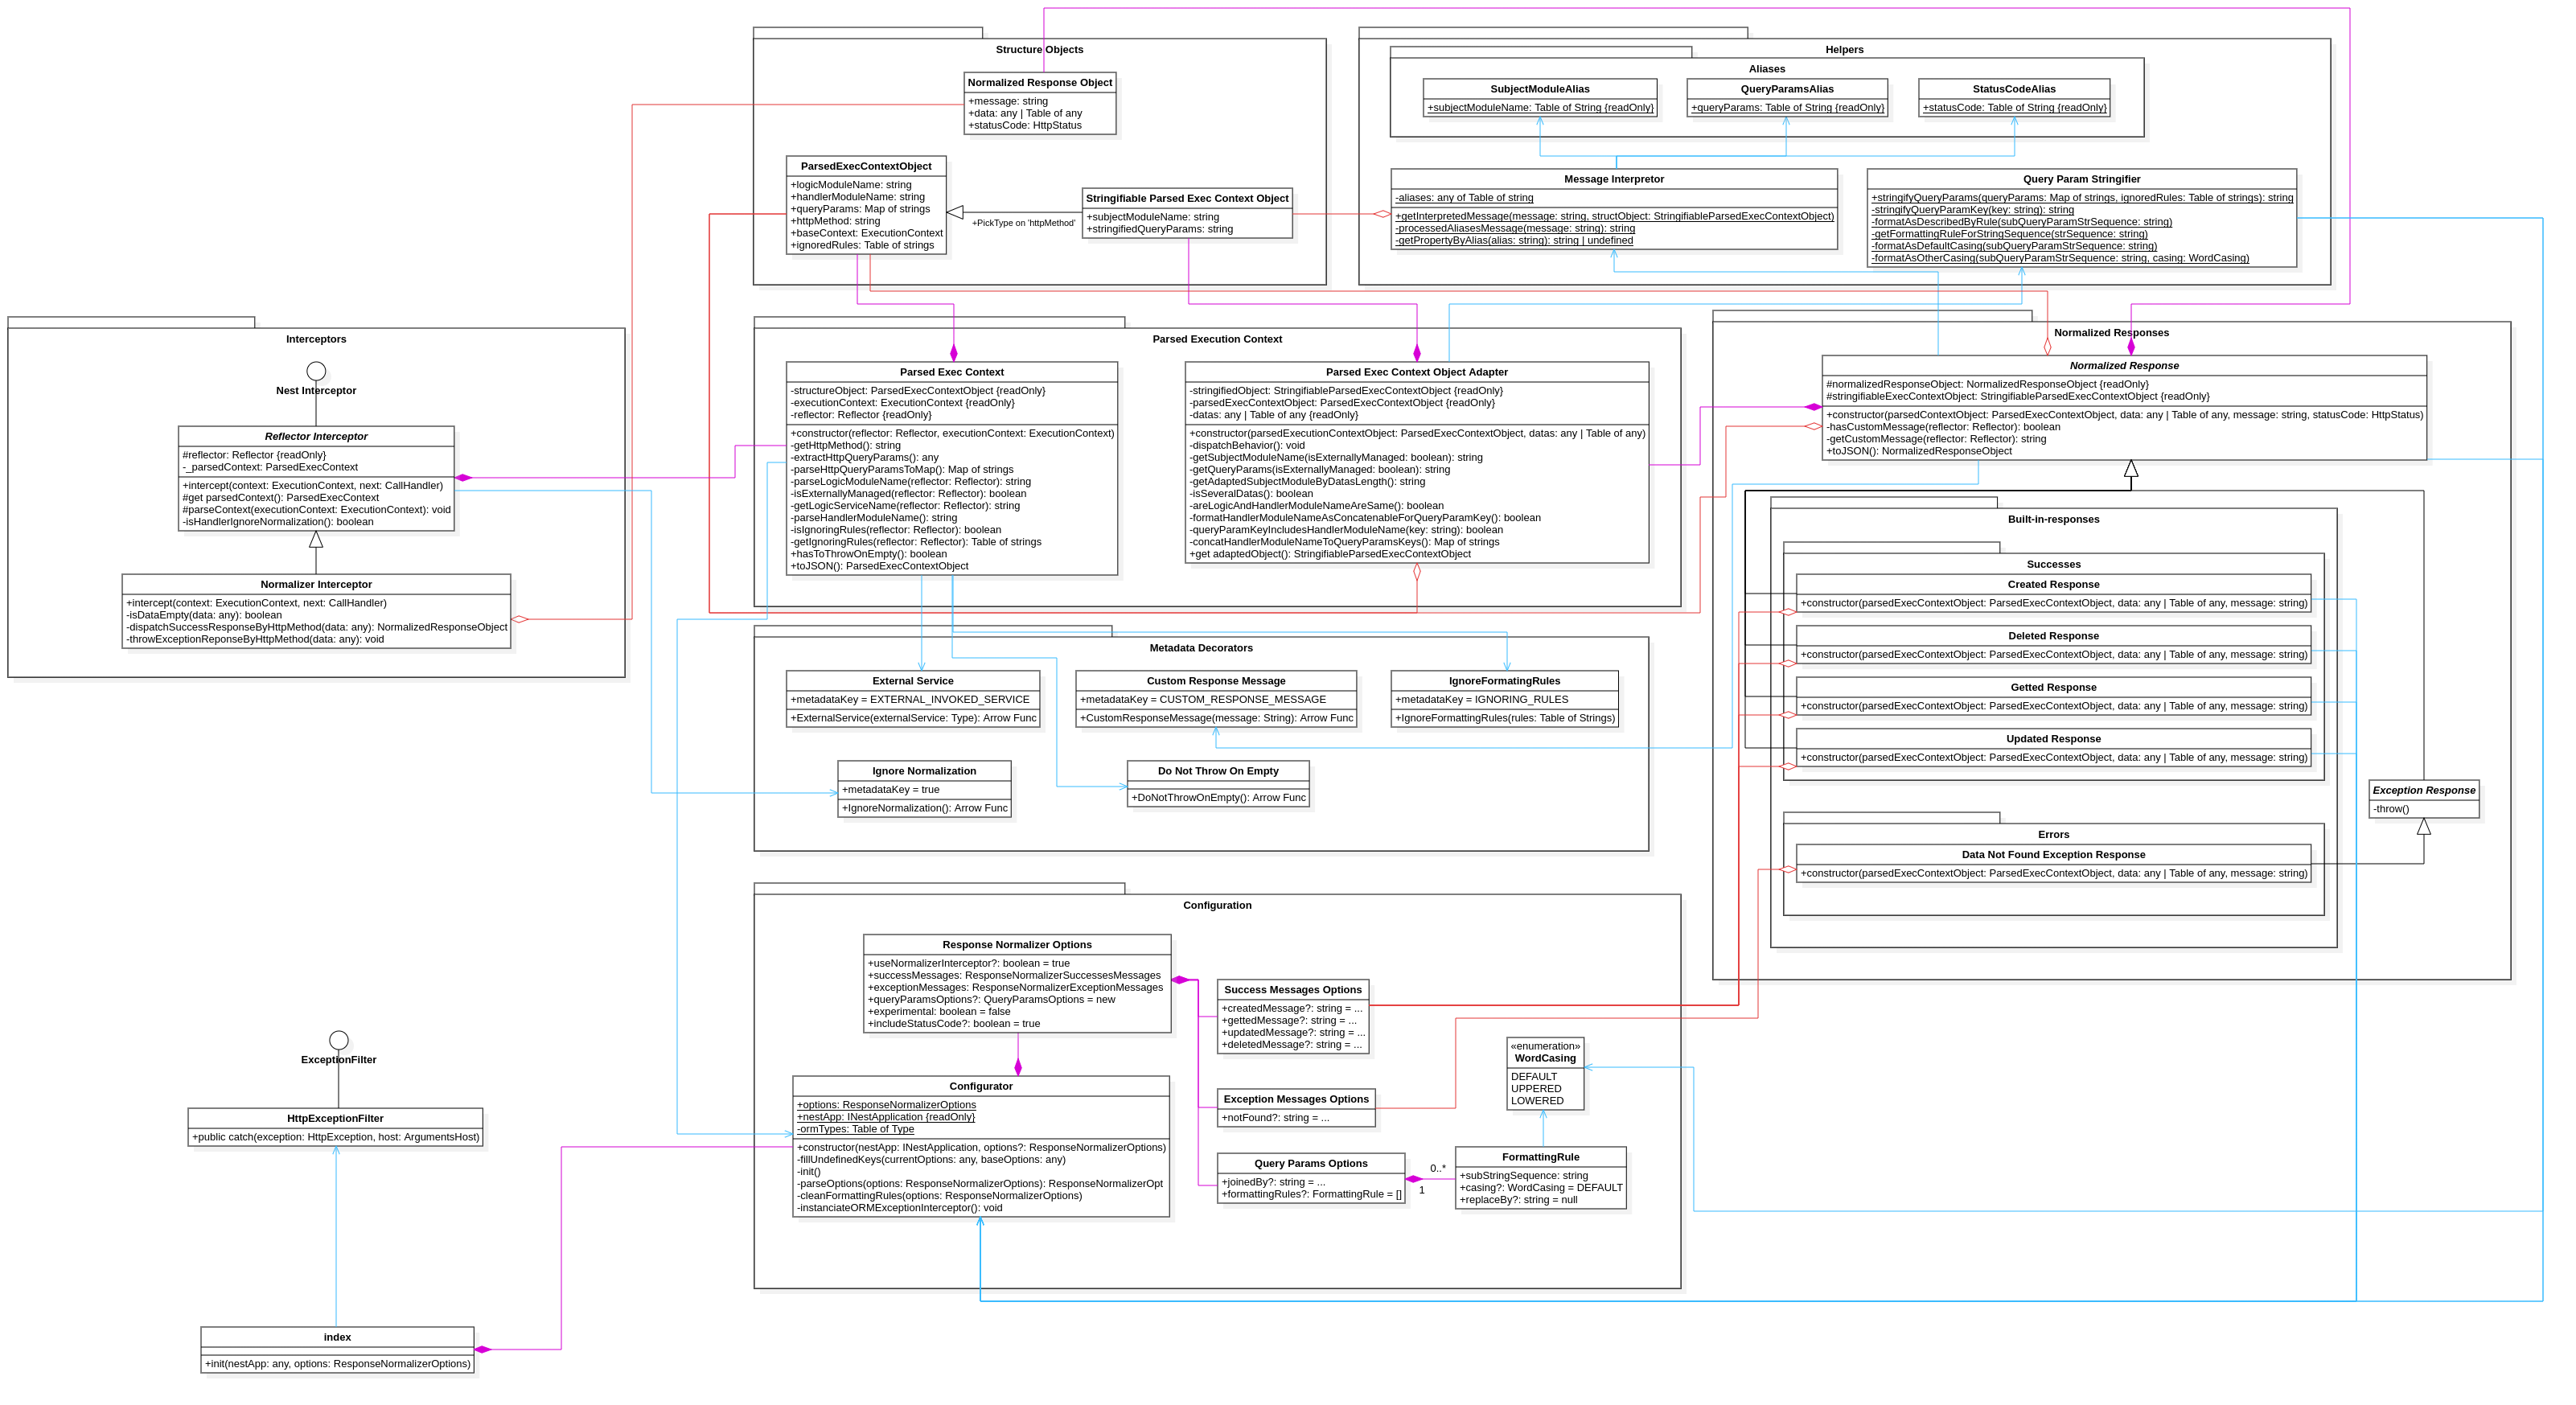 Structure Objects
Normalized Response Object
+message: string
+data: any | Table of any
+statusCode: HttpStatus
ParsedExecContextObject
+logicModuleName: string
+handlerModuleName: string
+queryParams: Map of strings
+httpMethod: string
+baseContext: ExecutionContext
+ignoredRules: Table of strings
+PickType on 'httpMethod'
Stringifiable Parsed Exec Context Object
+subjectModuleName: string
+stringifiedQueryParams: string
Helpers
Aliases
SubjectModuleAlias
+subjectModuleName: Table of String {readOnly}
QueryParamsAlias
+queryParams: Table of String {readOnly}
StatusCodeAlias
+statusCode: Table of String {readOnly}
Message Interpretor
-aliases: any of Table of string
+getInterpretedMessage(message: string, structObject: StringifiableParsedExecContextObject)
-processedAliasesMessage(message: string): string
-getPropertyByAlias(alias: string): string | undefined
Query Param Stringifier
+stringifyQueryParams(queryParams: Map of strings, ignoredRules: Table of strings): string
-stringifyQueryParamKey(key: string): string
-formatAsDescribedByRule(subQueryParamStrSequence: string)
-getFormattingRuleForStringSequence(strSequence: string)
-formatAsDefaultCasing(subQueryParamStrSequence: string)
-formatAsOtherCasing(subQueryParamStrSequence: string, casing: WordCasing)
Interceptors
Nest Interceptor
Reflector Interceptor
#reflector: Reflector {readOnly}
-_parsedContext: ParsedExecContext
+intercept(context: ExecutionContext, next: CallHandler)
#get parsedContext(): ParsedExecContext
#parseContext(executionContext: ExecutionContext): void
-isHandlerIgnoreNormalization(): boolean
Normalizer Interceptor
+intercept(context: ExecutionContext, next: CallHandler)
-isDataEmpty(data: any): boolean
-dispatchSuccessResponseByHttpMethod(data: any): NormalizedResponseObject
-throwExceptionReponseByHttpMethod(data: any): void
Parsed Execution Context
Parsed Exec Context
-structureObject: ParsedExecContextObject {readOnly}
-executionContext: ExecutionContext {readOnly}
-reflector: Reflector {readOnly}
+constructor(reflector: Reflector, executionContext: ExecutionContext)
-getHttpMethod(): string
-extractHttpQueryParams(): any
-parseHttpQueryParamsToMap(): Map of strings
-parseLogicModuleName(reflector: Reflector): string
-isExternallyManaged(reflector: Reflector): boolean
-getLogicServiceName(reflector: Reflector): string
-parseHandlerModuleName(): string
-isIgnoringRules(reflector: Reflector): boolean
-getIgnoringRules(reflector: Reflector): Table of strings
+hasToThrowOnEmpty(): boolean
+toJSON(): ParsedExecContextObject
Parsed Exec Context Object Adapter
-stringifiedObject: StringifiableParsedExecContextObject {readOnly}
-parsedExecContextObject: ParsedExecContextObject {readOnly}
-datas: any | Table of any {readOnly}
+constructor(parsedExecutionContextObject: ParsedExecContextObject, datas: any | Table of any)
-dispatchBehavior(): void
-getSubjectModuleName(isExternallyManaged: boolean): string
-getQueryParams(isExternallyManaged: boolean): string
-getAdaptedSubjectModuleByDatasLength(): string
-isSeveralDatas(): boolean
-areLogicAndHandlerModuleNameAreSame(): boolean
-formatHandlerModuleNameAsConcatenableForQueryParamKey(): boolean
-queryParamKeyIncludesHandlerModuleName(key: string): boolean
-concatHandlerModuleNameToQueryParamsKeys(): Map of strings
+get adaptedObject(): StringifiableParsedExecContextObject
Normalized Responses
Normalized Response
#normalizedResponseObject: NormalizedResponseObject {readOnly}
#stringifiableExecContextObject: StringifiableParsedExecContextObject {readOnly}
+constructor(parsedContextObject: ParsedExecContextObject, data: any | Table of any, message: string, statusCode: HttpStatus)
-hasCustomMessage(reflector: Reflector): boolean
-getCustomMessage(reflector: Reflector): string
+toJSON(): NormalizedResponseObject
Built-in-responses
Successes
Created Response
+constructor(parsedExecContextObject: ParsedExecContextObject, data: any | Table of any, message: string)
Deleted Response
+constructor(parsedExecContextObject: ParsedExecContextObject, data: any | Table of any, message: string)
Getted Response
+constructor(parsedExecContextObject: ParsedExecContextObject, data: any | Table of any, message: string)
Updated Response
+constructor(parsedExecContextObject: ParsedExecContextObject, data: any | Table of any, message: string)
Exception Response
-throw()
Errors
Data Not Found Exception Response
+constructor(parsedExecContextObject: ParsedExecContextObject, data: any | Table of any, message: string)
Metadata Decorators
External Service
+metadataKey = EXTERNAL_INVOKED_SERVICE
+ExternalService(externalService: Type): Arrow Func
Custom Response Message
+metadataKey = CUSTOM_RESPONSE_MESSAGE
+CustomResponseMessage(message: String): Arrow Func
IgnoreFormatingRules
+metadataKey = IGNORING_RULES
+IgnoreFormattingRules(rules: Table of Strings)
Ignore Normalization
+metadataKey = true
+IgnoreNormalization(): Arrow Func
Do Not Throw On Empty
+DoNotThrowOnEmpty(): Arrow Func
Configuration
Response Normalizer Options
+useNormalizerInterceptor?: boolean = true
+successMessages: ResponseNormalizerSuccessesMessages
+exceptionMessages: ResponseNormalizerExceptionMessages
+queryParamsOptions?: QueryParamsOptions = new
+experimental: boolean = false
+includeStatusCode?: boolean = true
Success Messages Options
+createdMessage?: string = ...
+gettedMessage?: string = ...
+updatedMessage?: string = ...
+deletedMessage?: string = ...
Exception Messages Options
+notFound?: string = ...
Query Params Options
+joinedBy?: string = ...
+formattingRules?: FormattingRule = []
0..*
1
«enumeration»
WordCasing
DEFAULT
UPPERED
LOWERED
FormattingRule
+subStringSequence: string
+casing?: WordCasing = DEFAULT
+replaceBy?: string = null
Configurator
+options: ResponseNormalizerOptions
+nestApp: INestApplication {readOnly}
-ormTypes: Table of Type
+constructor(nestApp: INestApplication, options?: ResponseNormalizerOptions)
-fillUndefinedKeys(currentOptions: any, baseOptions: any)
-init()
-parseOptions(options: ResponseNormalizerOptions): ResponseNormalizerOpt
-cleanFormattingRules(options: ResponseNormalizerOptions)
-instanciateORMExceptionInterceptor(): void
ExceptionFilter
HttpExceptionFilter
+public catch(exception: HttpException, host: ArgumentsHost)
index
+init(nestApp: any, options: ResponseNormalizerOptions)